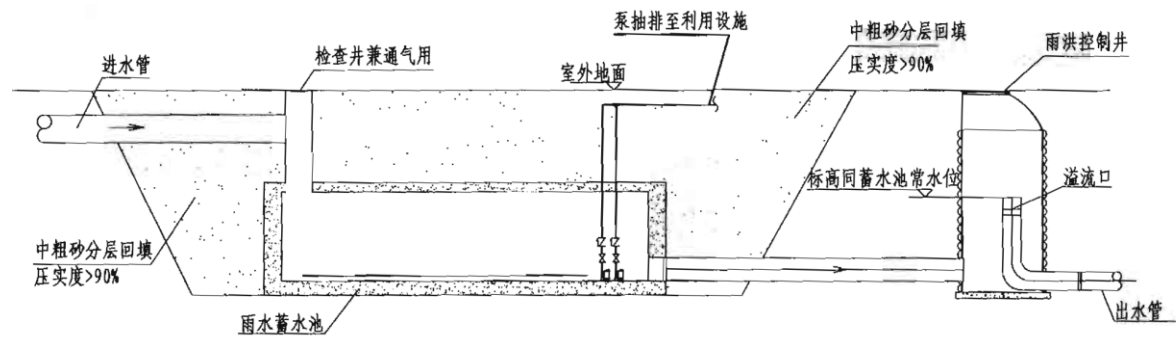 泵抽排至利用设施
中粗砂分层回填
压实度>90%
雨洪控制井
检查井兼通气用
进水管
室外地面
标高同蓄水池常水位
溢流口
中粗砂分层回填
压实度>90%
雨水蓄水池
出水管